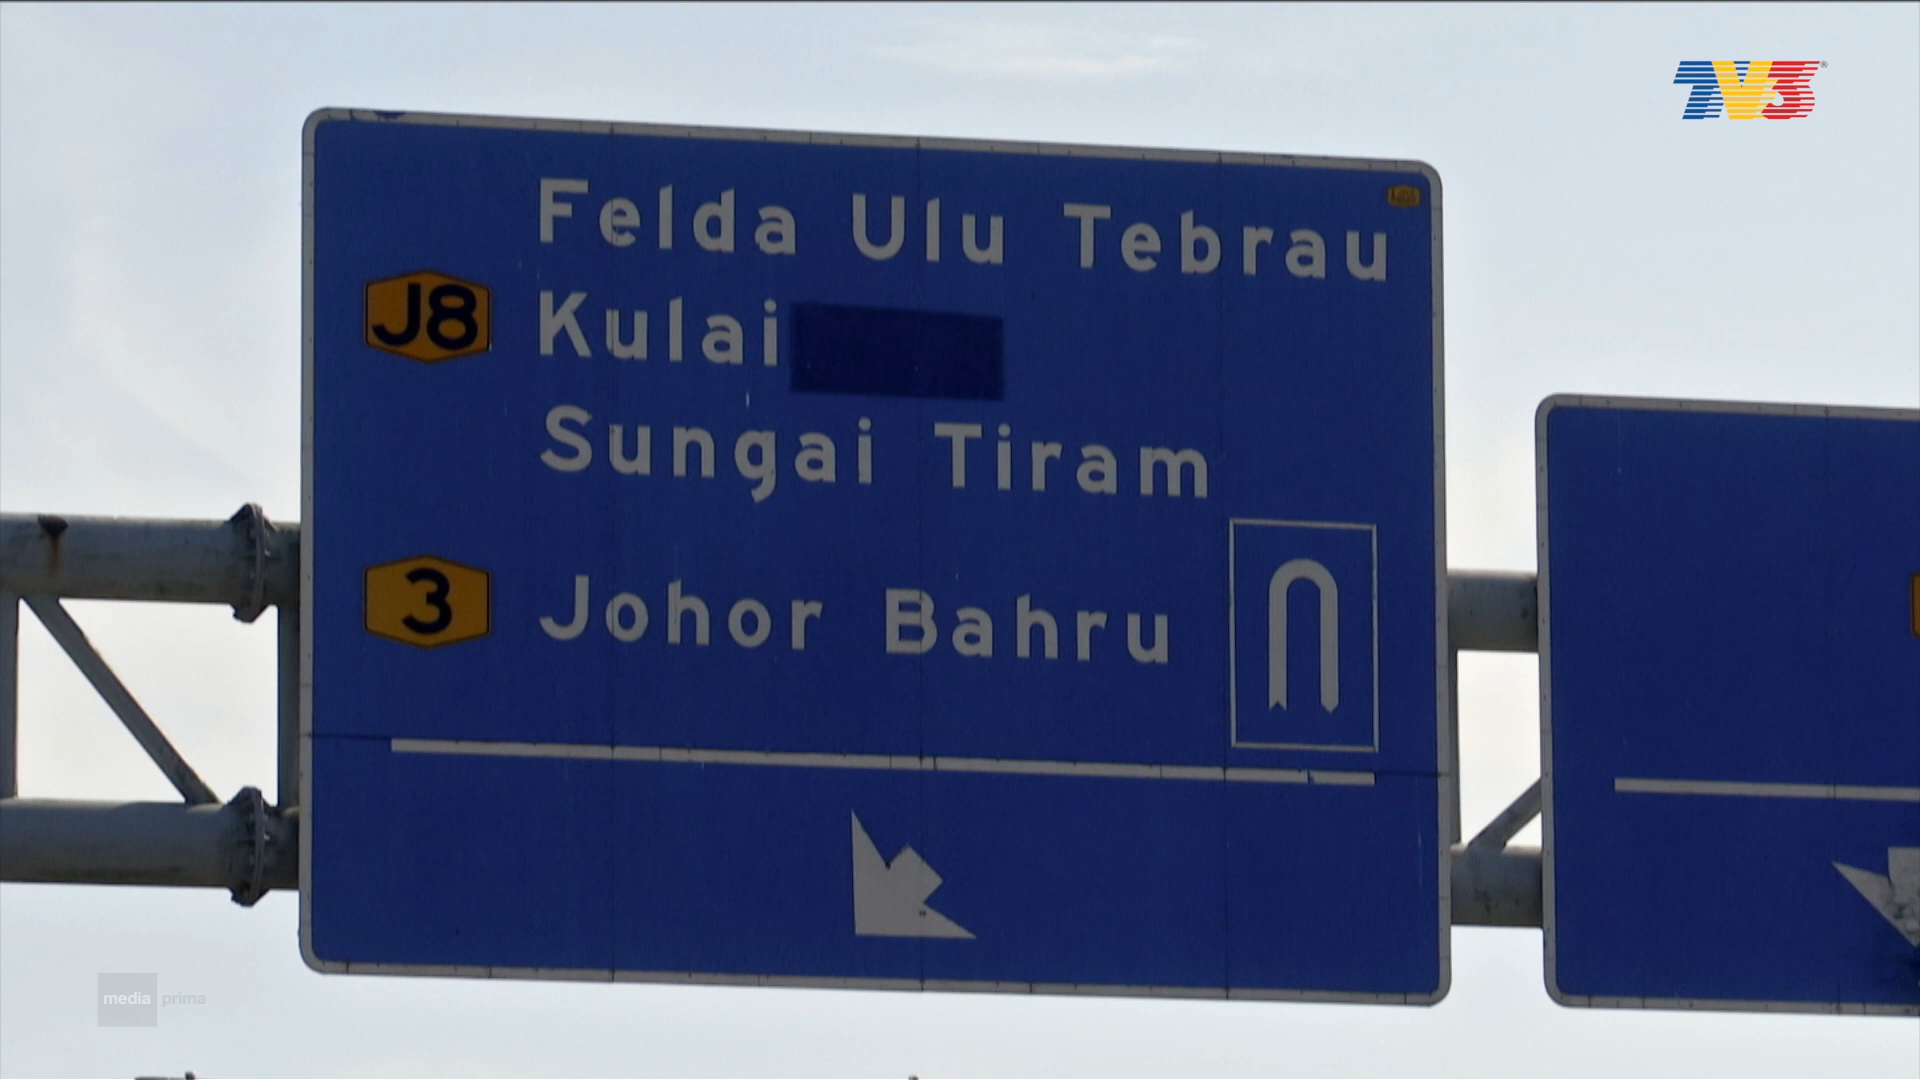 TV3
Felda Ulu Tebrau
J8 Kulai
Sungai Tiram
3 Johor Bahru
media prima